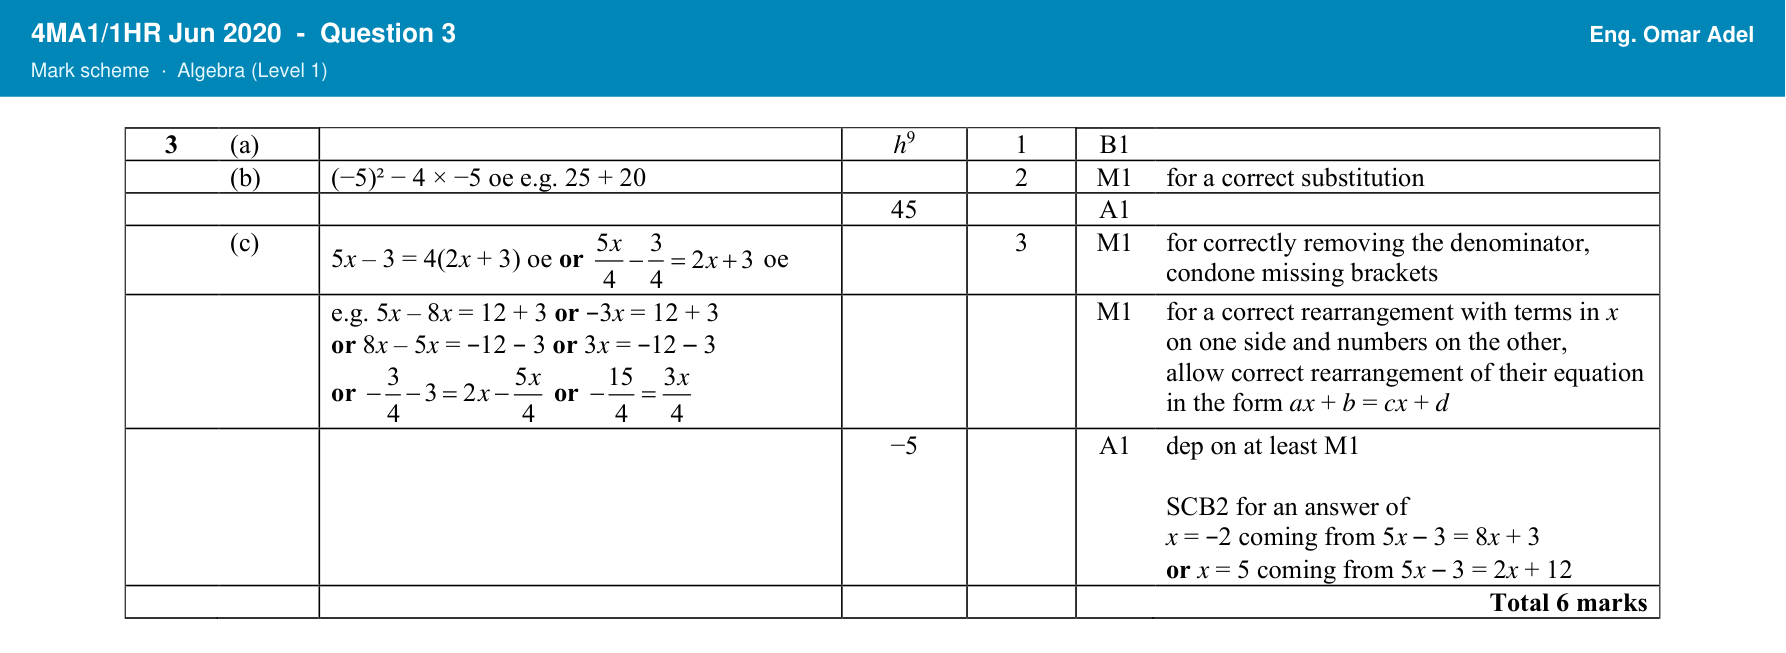 4MA1/1HR Jun 2020 - Question 3
Eng. Omar Adel
Mark scheme · Algebra (Level 1)
3 (a) h⁹ 1 B1
(b) (−5)² − 4 × −5 oe e.g. 25 + 20 2 M1 for a correct substitution
45 A1
(c) 5x – 3 = 4(2x + 3) oe or 5x/4 − 3/4 = 2x + 3 oe 3 M1 for correctly removing the denominator,
condone missing brackets
e.g. 5x – 8x = 12 + 3 or −3x = 12 + 3 M1 for a correct rearrangement with terms in x
or 8x – 5x = −12 − 3 or 3x = −12 − 3 on one side and numbers on the other,
or −3/4 − 3 = 2x − 5x/4 or −15/4 = 3x/4 allow correct rearrangement of their equation
in the form ax + b = cx + d
−5 A1 dep on at least M1
SCB2 for an answer of
x = −2 coming from 5x − 3 = 8x + 3
or x = 5 coming from 5x − 3 = 2x + 12
Total 6 marks